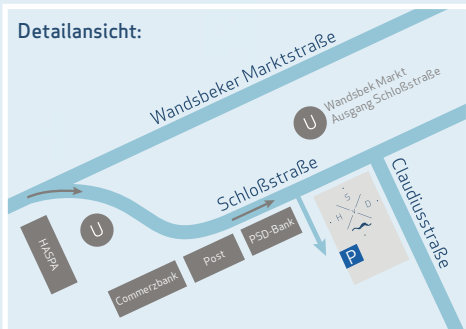 Detailansicht:
Wandsbeker Marktstraße
U
Wandsbek Markt
Ausgang Schloßstraße
Schloßstraße
Claudiusstraße
S
H D
P
U
HASPA
PSD-Bank
Post
Commerzbank